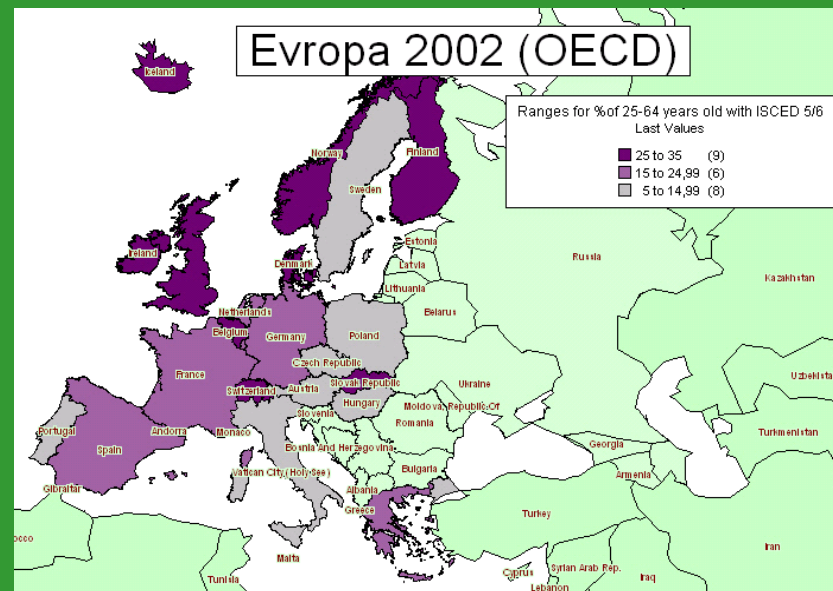 Evropa 2002 (OECD)
Ranges for % of 25-64 years old with ISCED 5/6
Last Values
25 to 35 (9)
15 to 24,99 (6)
5 to 14,99 (8)
Iceland
Norway
Finland
Sweden
Estonia
Russia
Ireland
Denmark
Latvia
Kazakhstan
Lithuania
Netherlands
Belarus
Belgium
Germany
Poland
Czech Republic
France
Ukraine
Uzbekista
Switzerland
Austria
Slovak Republic
Hungary
Moldova, Republic Of
Portugal
Andorra
Monaco
Slovenia
Romania
Turkmenistan
Spain
Bosnia And Herzegovina
Georgia
Vatican City,(Holy See)
Bulgaria
Armenia
Gibraltar
Albania
Greece
Turkey
occo
Malta
Iran
Tunisia
Cyprus
Syrian Arab Rep.
Iraq
Lebanon